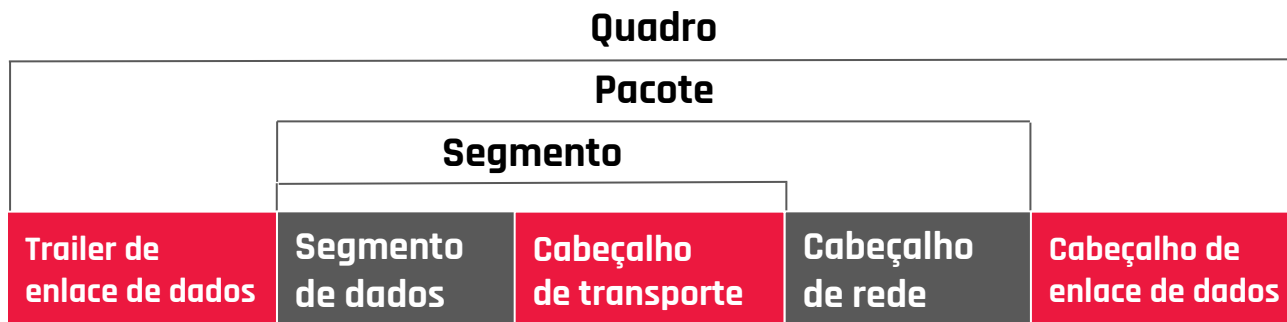 Quadro
Pacote
Segmento
Trailer de
enlace de dados
Segmento
de dados
Cabeçalho
de transporte
Cabeçalho
de rede
Cabeçalho de
enlace de dados